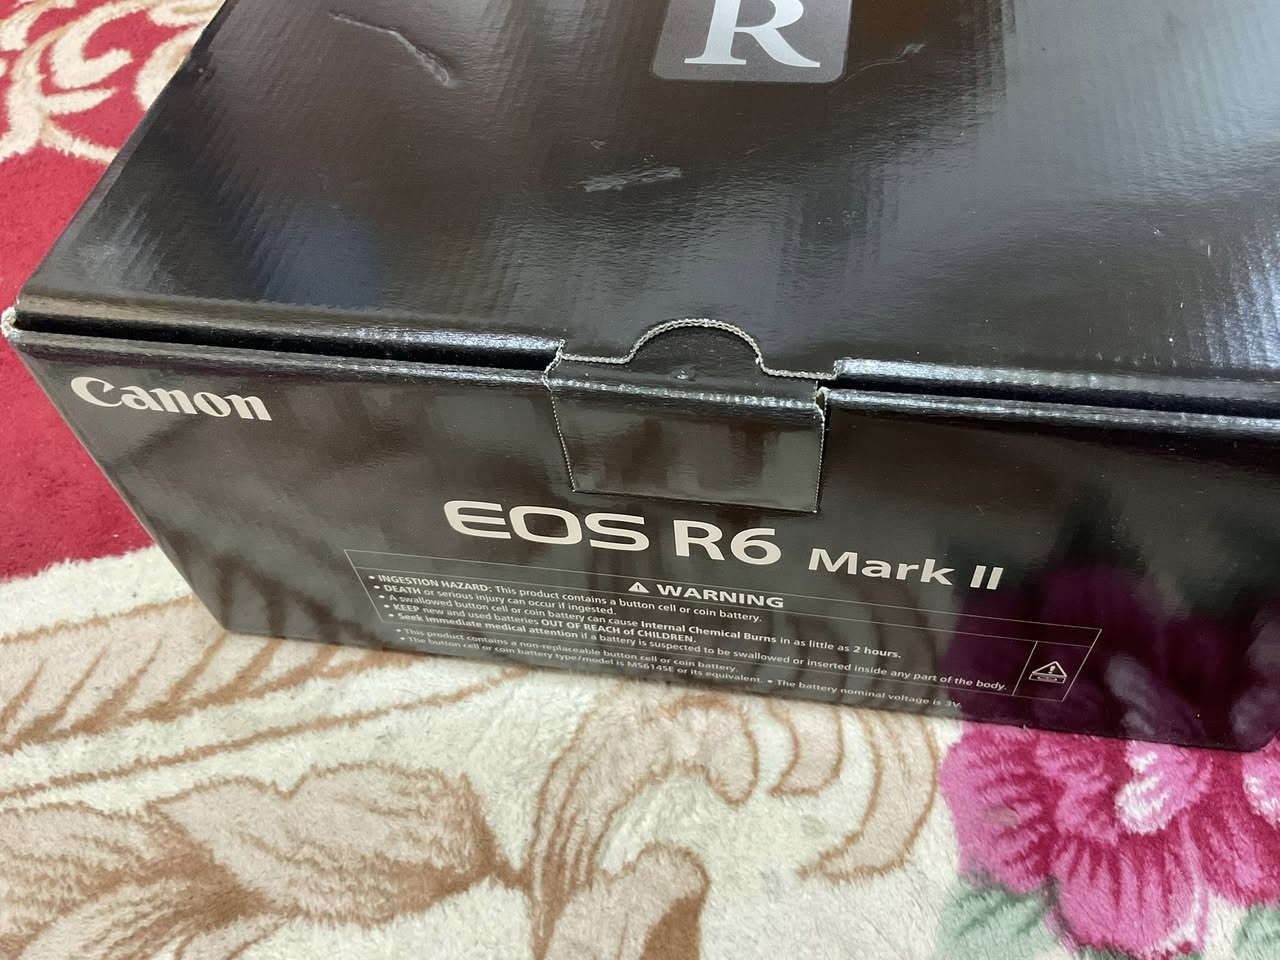 R
Canon
EOS R6 Mark II
⚠ WARNING
• INGESTION HAZARD: This product contains a button cell or coin battery.
• DEATH or serious injury can occur if ingested.
• A swallowed button cell or coin battery can cause Internal Chemical Burns in as little as 2 hours.
• KEEP new and used batteries OUT OF REACH of CHILDREN.
• Seek immediate medical attention if a battery is suspected to be swallowed or inserted inside any part of the body.
• This product contains a non-replaceable button cell or coin battery.
• The button cell or coin battery type/model is MS614SE or its equivalent. • The battery nominal voltage is 3V.